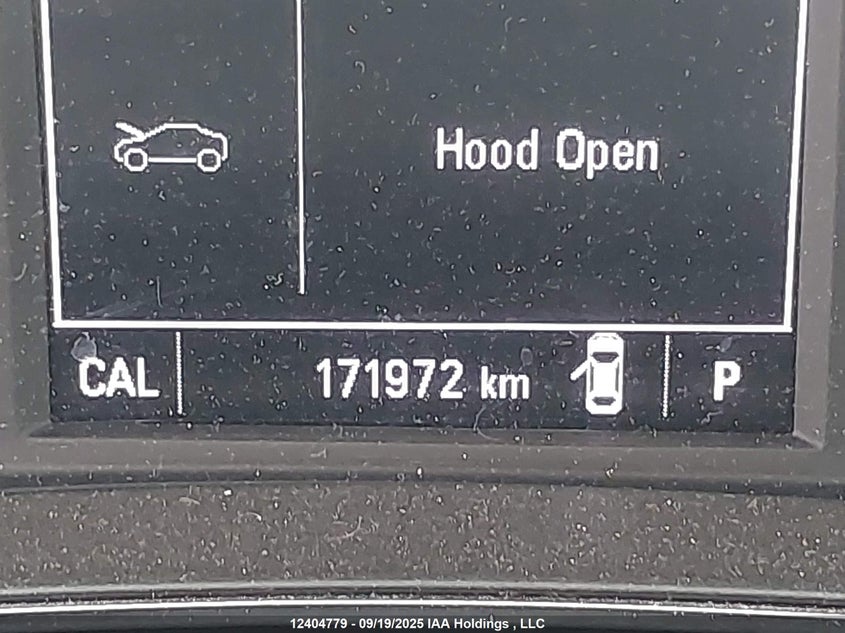 Hood Open
CAL 171972 km P
12404779 - 09/19/2025 IAA Holdings , LLC